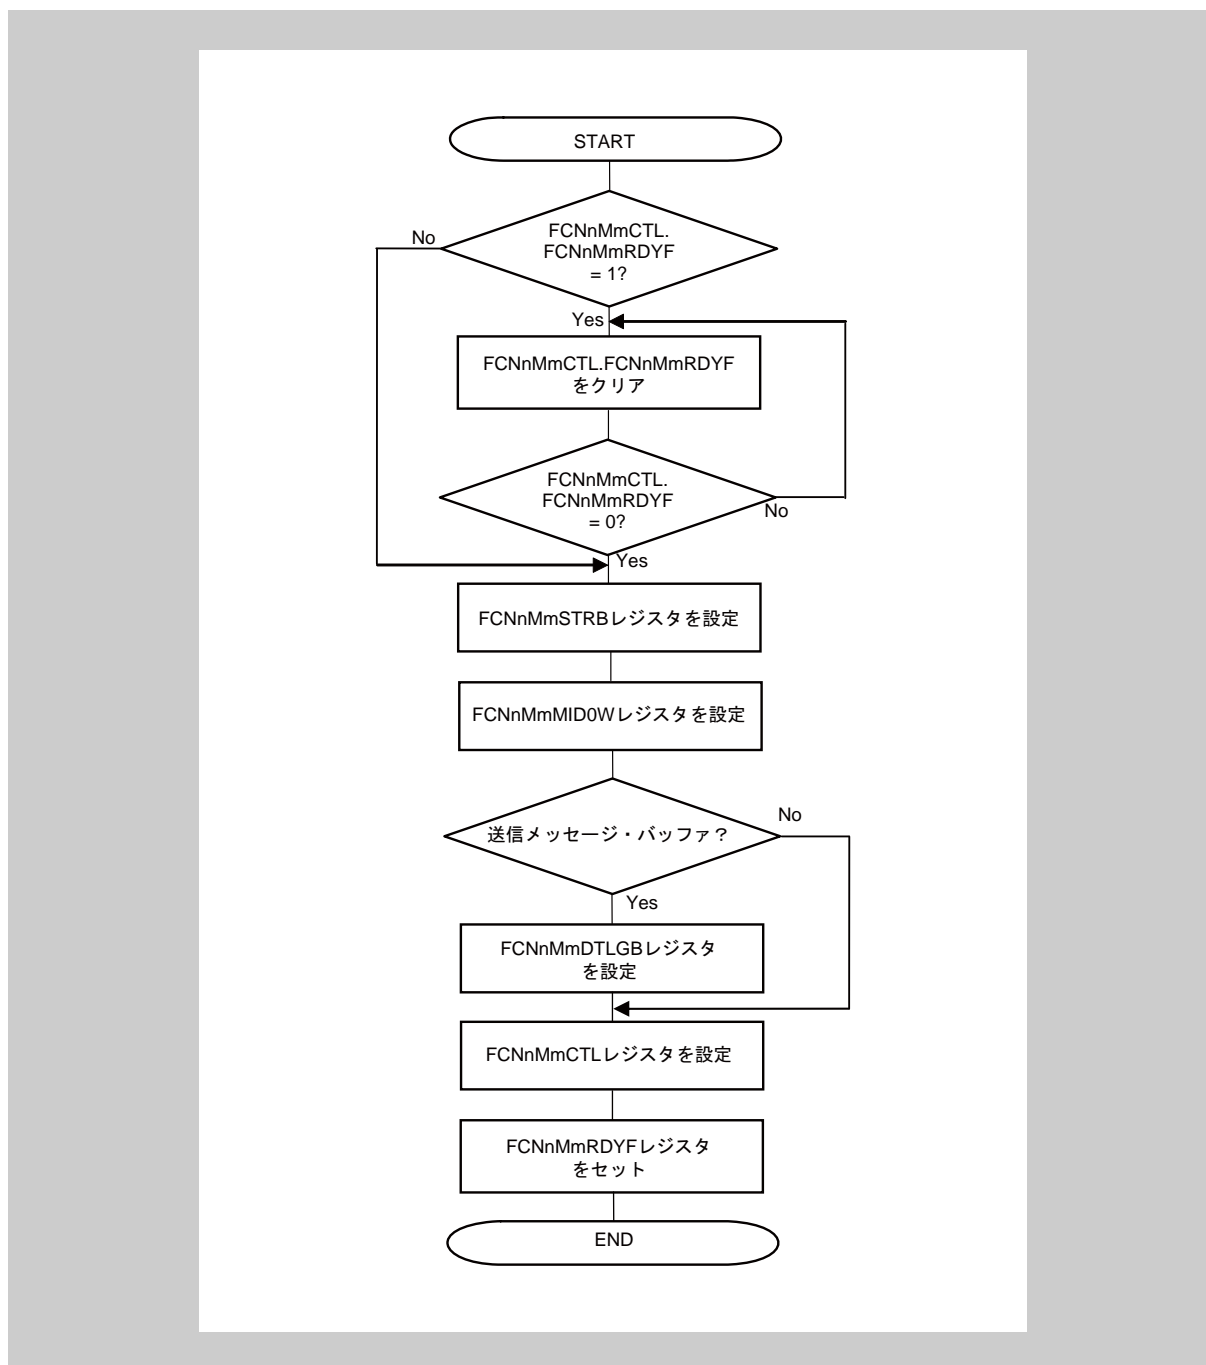 START
FCNnMmCTL.
FCNnMmRDYF
= 1?
No
Yes
FCNnMmCTL.FCNnMmRDYF
をクリア
FCNnMmCTL.
FCNnMmRDYF
= 0?
No
Yes
FCNnMmSTRBレジスタを設定
FCNnMmMID0Wレジスタを設定
送信メッセージ・バッファ？
No
Yes
FCNnMmDTLGBレジスタ
を設定
FCNnMmCTLレジスタを設定
FCNnMmRDYFレジスタ
をセット
END